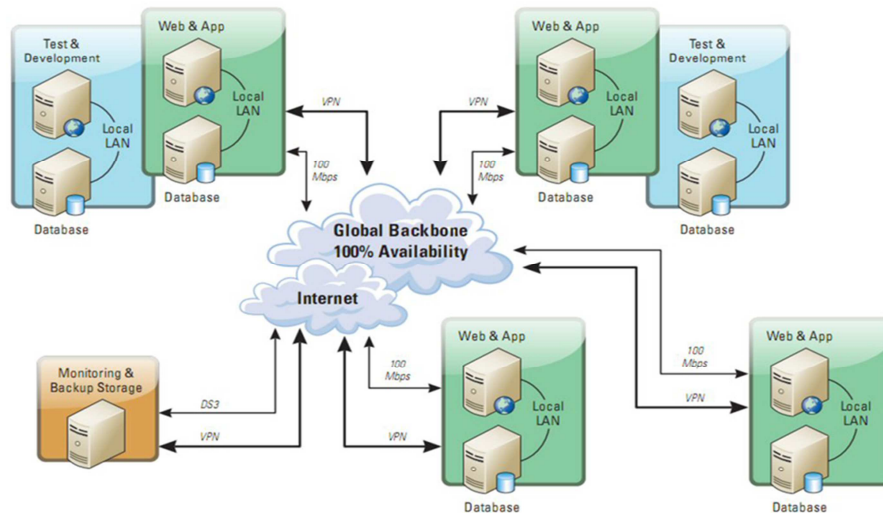 Test &
Development
Web & App
Local
LAN
Local
LAN
Database
Database
VPN
100
Mbps
Web & App
Test &
Development
Local
LAN
Local
LAN
Database
Database
VPN
100
Mbps
Global Backbone
100% Availability
Internet
Monitoring &
Backup Storage
DS3
VPN
100
Mbps
VPN
Web & App
Local
LAN
Database
100
Mbps
VPN
Web & App
Local
LAN
Database